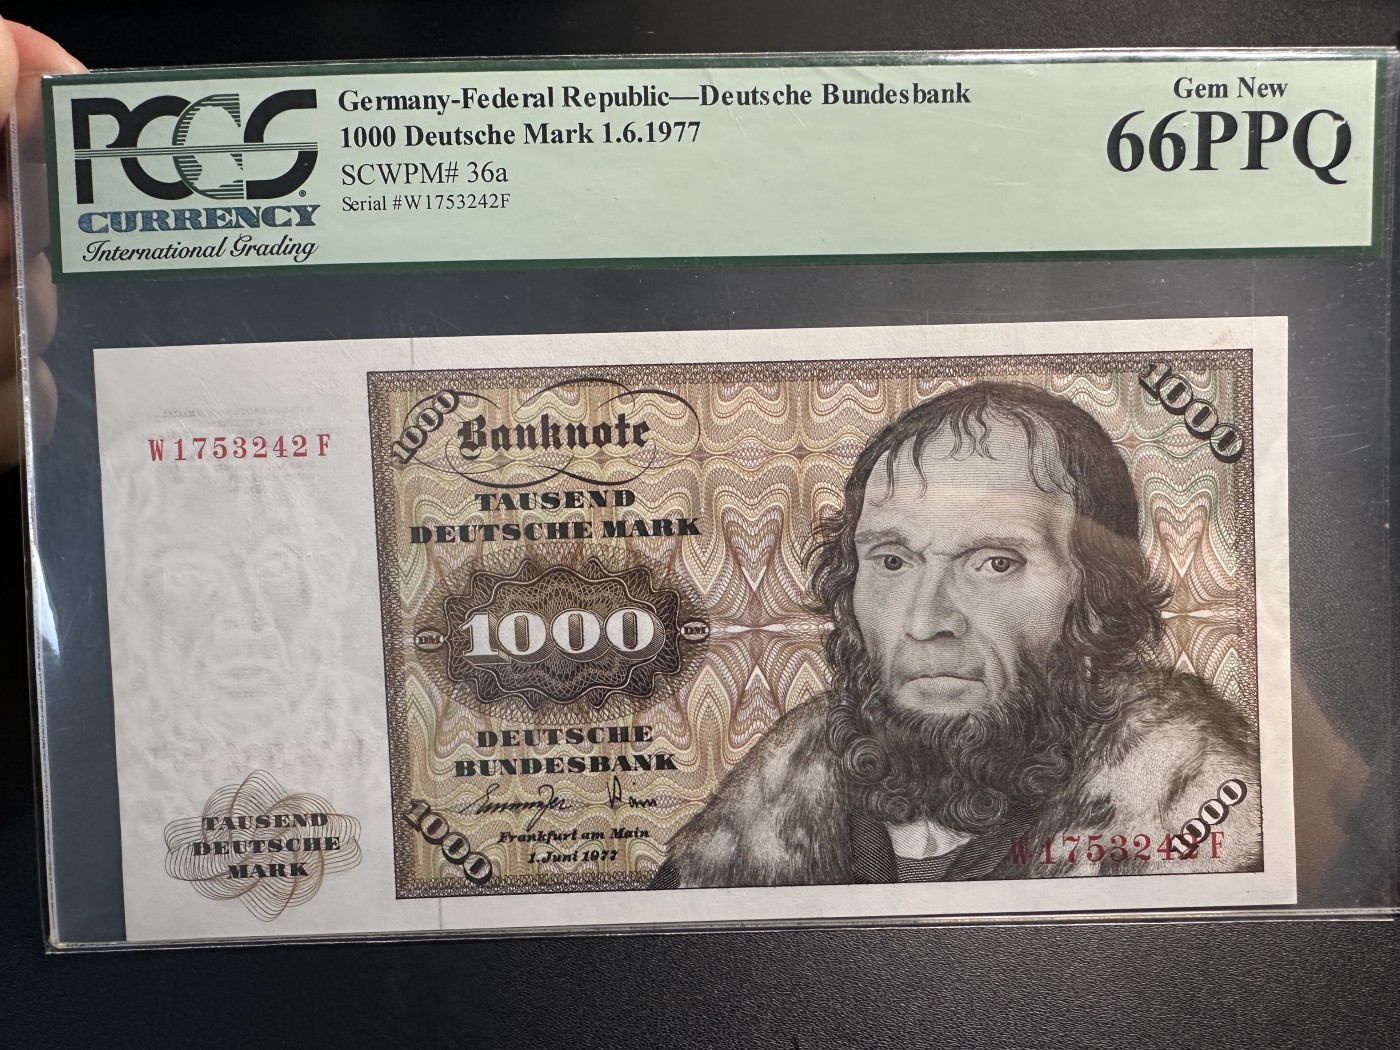 PCGS
CURRENCY
International Grading
Germany-Federal Republic—Deutsche Bundesbank
1000 Deutsche Mark 1.6.1977
SCWPM# 36a
Serial #W1753242F
Gem New
66PPQ
W1753242F
1000
Banknote
1000
TAUSEND
DEUTSCHE MARK
DM
1000
DM
DEUTSCHE
BUNDESBANK
Frankfurt am Main
1. Juni 1977
1000
1000
W1753242F
TAUSEND
DEUTSCHE
MARK